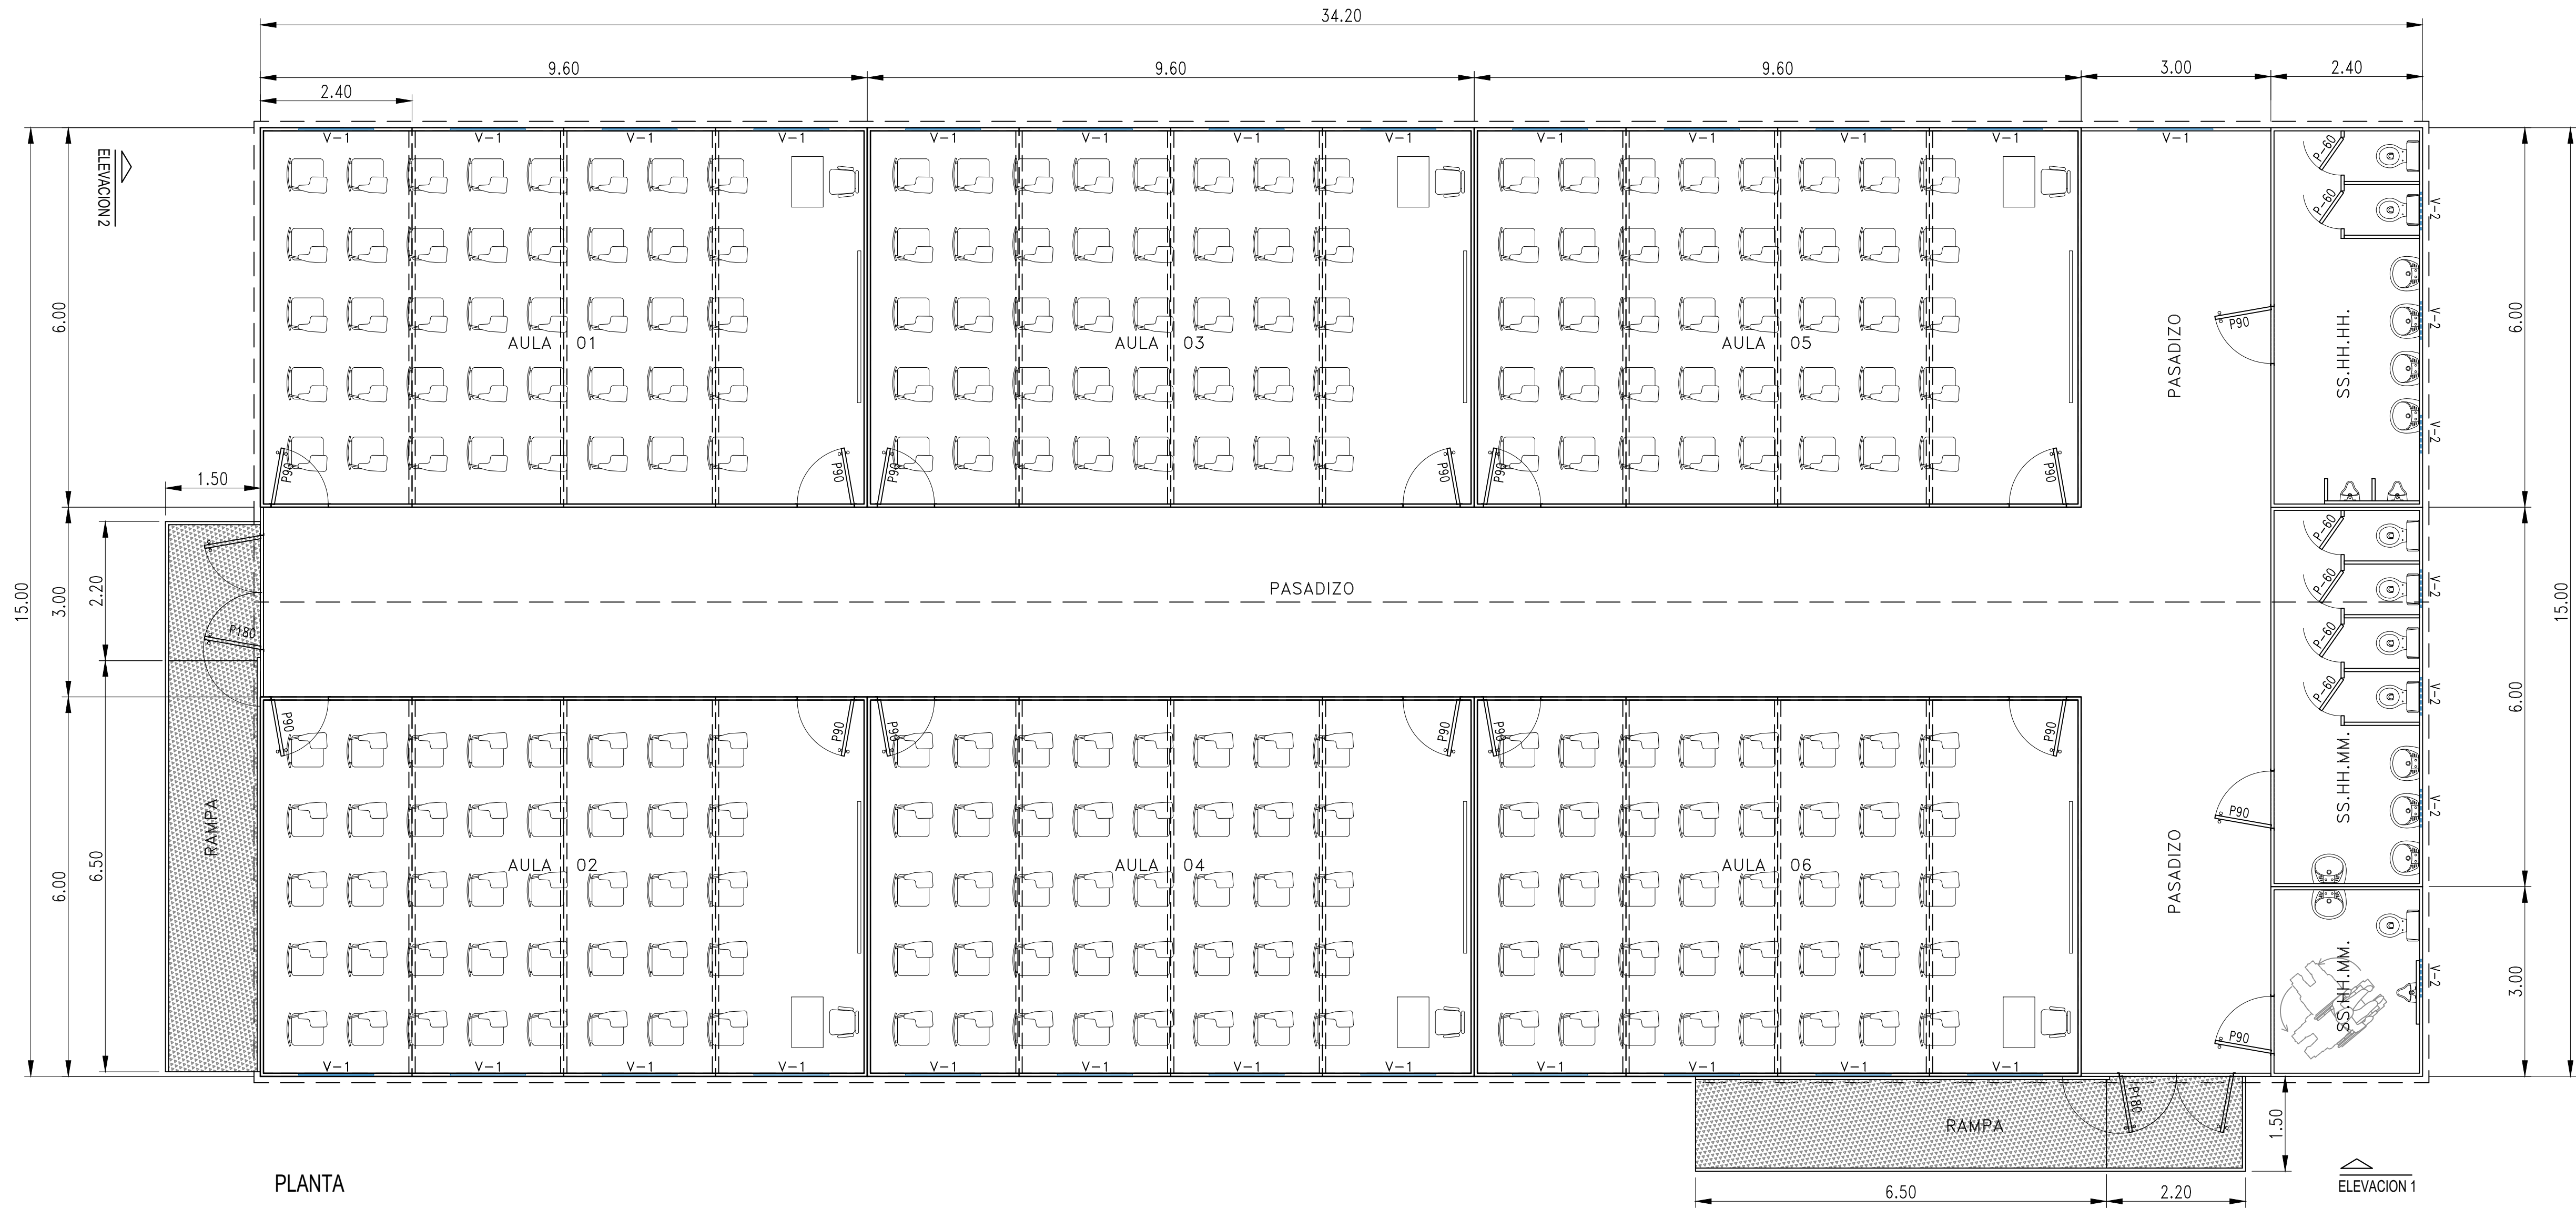 34.20
9.60
9.60
9.60
3.00
2.40
2.40
V-1
V-1
V-1
V-1
V-1
V-1
V-1
V-1
V-1
V-1
V-1
V-1
V-1
ELEVACION 2
P-60
P-60
V-2
6.00
AULA 01
AULA 03
AULA 05
PASADIZO
P90
SS.HH.HH.
V-2
6.00
V-2
P90
P90
P90
P90
P90
P90
1.50
15.00
3.00
2.20
P180
PASADIZO
P-60
P-60
P-60
P-60
V-2
V-2
15.00
6.00
P90
P90
P90
P90
P90
P90
6.00
6.50
RAMPA
AULA 02
AULA 04
AULA 06
PASADIZO
P90
SS.HH.MM.
V-2
SS.HH.MM.
V-2
3.00
P90
V-1
V-1
V-1
V-1
V-1
V-1
V-1
V-1
V-1
V-1
V-1
V-1
P180
RAMPA
1.50
PLANTA
6.50
2.20
ELEVACION 1